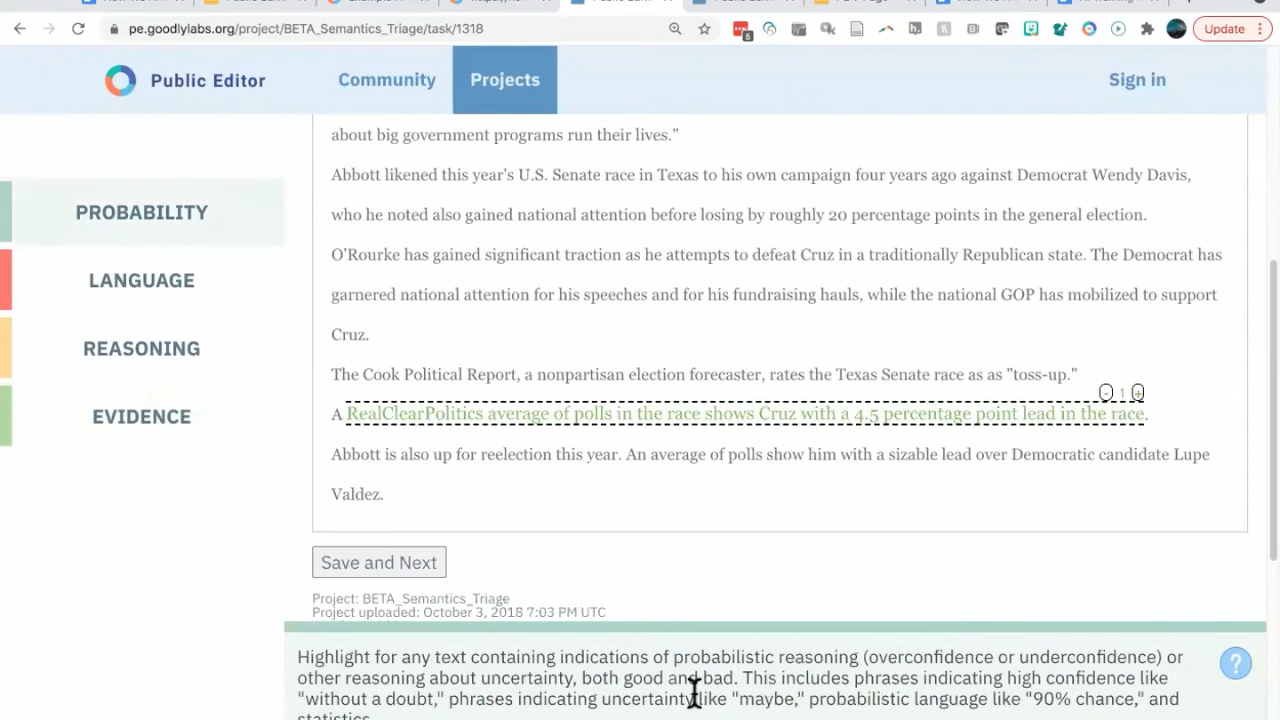 pe.goodlylabs.org/project/BETA_Semantics_Triage/task/1318
5
Update
Public Editor
Community
Projects
Sign in
PROBABILITY
LANGUAGE
REASONING
EVIDENCE
about big government programs run their lives."
Abbott likened this year's U.S. Senate race in Texas to his own campaign four years ago against Democrat Wendy Davis,
who he noted also gained national attention before losing by roughly 20 percentage points in the general election.
O'Rourke has gained significant traction as he attempts to defeat Cruz in a traditionally Republican state. The Democrat has
garnered national attention for his speeches and for his fundraising hauls, while the national GOP has mobilized to support
Cruz.
The Cook Political Report, a nonpartisan election forecaster, rates the Texas Senate race as as "toss-up."
- 1 +
A RealClearPolitics average of polls in the race shows Cruz with a 4.5 percentage point lead in the race.
Abbott is also up for reelection this year. An average of polls show him with a sizable lead over Democratic candidate Lupe
Valdez.
Save and Next
Project: BETA_Semantics_Triage
Project uploaded: October 3, 2018 7:03 PM UTC
Highlight for any text containing indications of probabilistic reasoning (overconfidence or underconfidence) or
other reasoning about uncertainty, both good and bad. This includes phrases indicating high confidence like
"without a doubt," phrases indicating uncertainty like "maybe," probabilistic language like "90% chance," and
statistics.
?